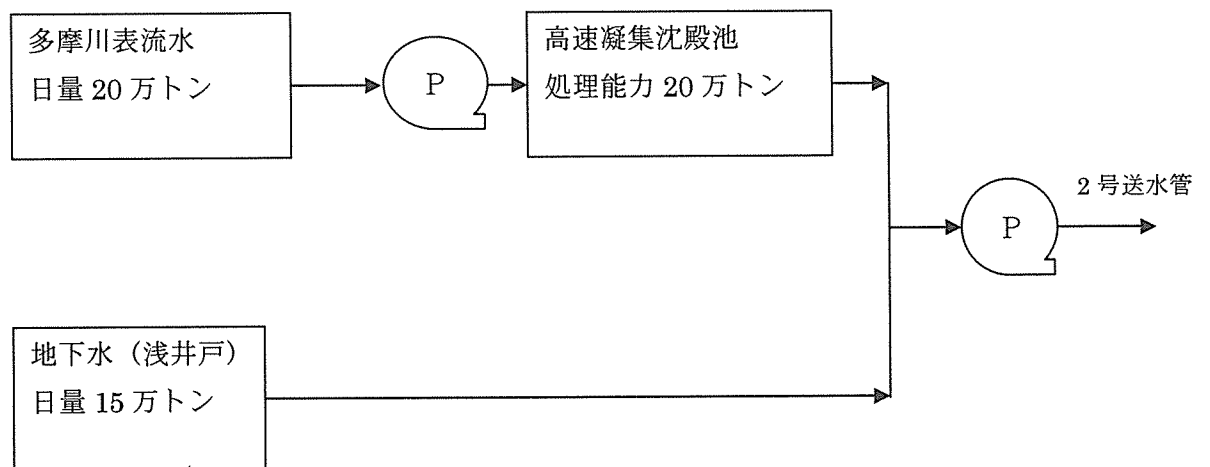 多摩川表流水
日量 20 万トン
P
高速凝集沈殿池
処理能力 20 万トン
2 号送水管
P
地下水（浅井戸）
日量 15 万トン